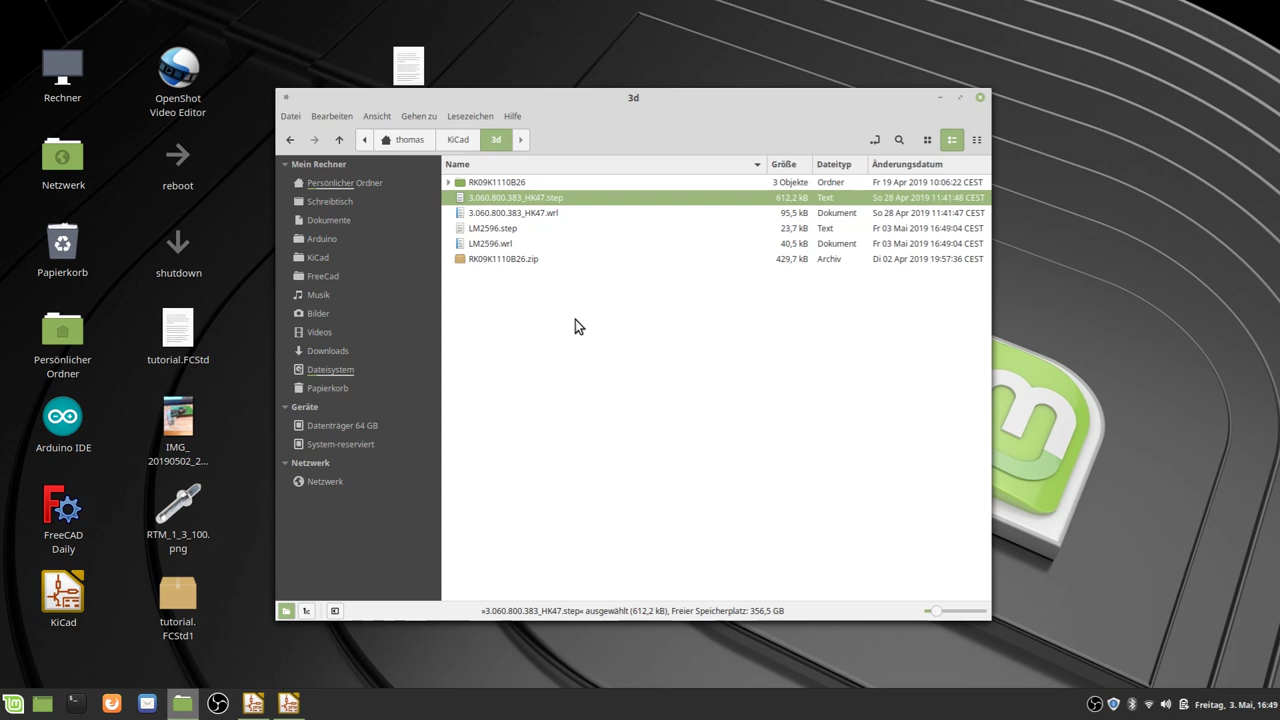 Rechner
OpenShot
Video Editor
Netzwerk
reboot
Papierkorb
shutdown
Persönlicher
Ordner
tutorial.FCStd
Arduino IDE
IMG_
20190502_2...
FreeCAD
Daily
RTM_1_3_100.
png
KiCad
tutorial.
FCStd1
3d
Datei Bearbeiten Ansicht Gehen zu Lesezeichen Hilfe
thomas KiCad 3d
Mein Rechner
Persönlicher Ordner
Schreibtisch
Dokumente
Arduino
KiCad
FreeCad
Musik
Bilder
Videos
Downloads
Dateisystem
Papierkorb
Geräte
Datenträger 64 GB
System-reserviert
Netzwerk
Netzwerk
Name Größe Dateityp Änderungsdatum
RK09K1110B26 3 Objekte Ordner Fr 19 Apr 2019 10:06:22 CEST
3.060.800.383_HK47.step 612,2 kB Text So 28 Apr 2019 11:41:48 CEST
3.060.800.383_HK47.wrl 95,5 kB Dokument So 28 Apr 2019 11:41:47 CEST
LM2596.step 23,7 kB Text Fr 03 Mai 2019 16:49:04 CEST
LM2596.wrl 40,5 kB Dokument Fr 03 Mai 2019 16:49:04 CEST
RK09K1110B26.zip 429,7 kB Archiv Di 02 Apr 2019 19:57:36 CEST
»3.060.800.383_HK47.step« ausgewählt (612,2 kB), Freier Speicherplatz: 356,5 GB
Freitag, 3. Mai, 16:49